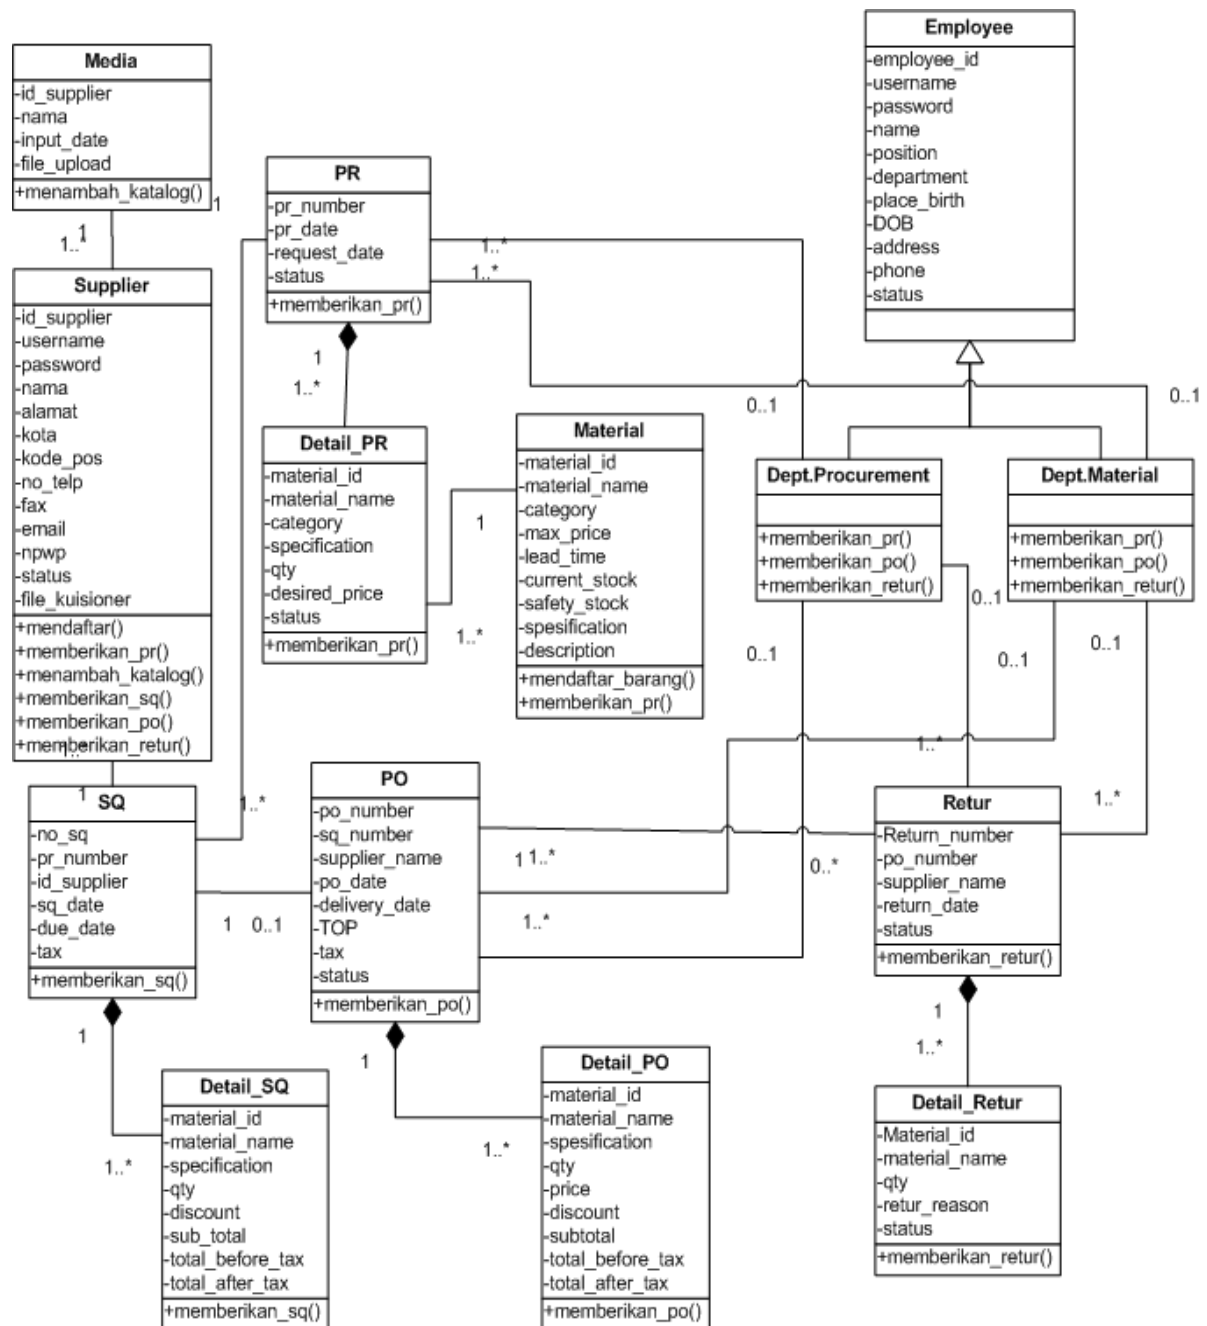 Employee
-employee_id
-username
-password
-name
-position
-department
-place_birth
-DOB
-address
-phone
-status
Media
-id_supplier
-nama
-input_date
-file_upload
+menambah_katalog()
1
1
1..*
PR
-pr_number
-pr_date
-request_date
-status
+memberikan_pr()
1..*
1..*
1
1..*
0..1
0..1
Supplier
-id_supplier
-username
-password
-nama
-alamat
-kota
-kode_pos
-no_telp
-fax
-email
-npwp
-status
-file_kuisioner
+mendaftar()
+memberikan_pr()
+menambah_katalog()
+memberikan_sq()
+memberikan_po()
+memberikan_retur()
1..*
1
Detail_PR
-material_id
-material_name
-category
-specification
-qty
-desired_price
-status
+memberikan_pr()
1
1..*
Material
-material_id
-material_name
-category
-max_price
-lead_time
-current_stock
-safety_stock
-spesification
-description
+mendaftar_barang()
+memberikan_pr()
Dept.Procurement
+memberikan_pr()
+memberikan_po()
+memberikan_retur()
0..1
0..1
Dept.Material
+memberikan_pr()
+memberikan_po()
+memberikan_retur()
0..1
0..1
SQ
-no_sq
-pr_number
-id_supplier
-sq_date
-due_date
-tax
+memberikan_sq()
1..*
1
0..1
1
PO
-po_number
-sq_number
-supplier_name
-po_date
-delivery_date
-TOP
-tax
-status
+memberikan_po()
1
1..*
1..*
0..*
1
1..*
1..*
Retur
-Return_number
-po_number
-supplier_name
-return_date
-status
+memberikan_retur()
1
1..*
1..*
Detail_SQ
-material_id
-material_name
-specification
-qty
-discount
-sub_total
-total_before_tax
-total_after_tax
+memberikan_sq()
1..*
Detail_PO
-material_id
-material_name
-spesification
-qty
-price
-discount
-subtotal
-total_before_tax
-total_after_tax
+memberikan_po()
Detail_Retur
-Material_id
-material_name
-qty
-retur_reason
-status
+memberikan_retur()